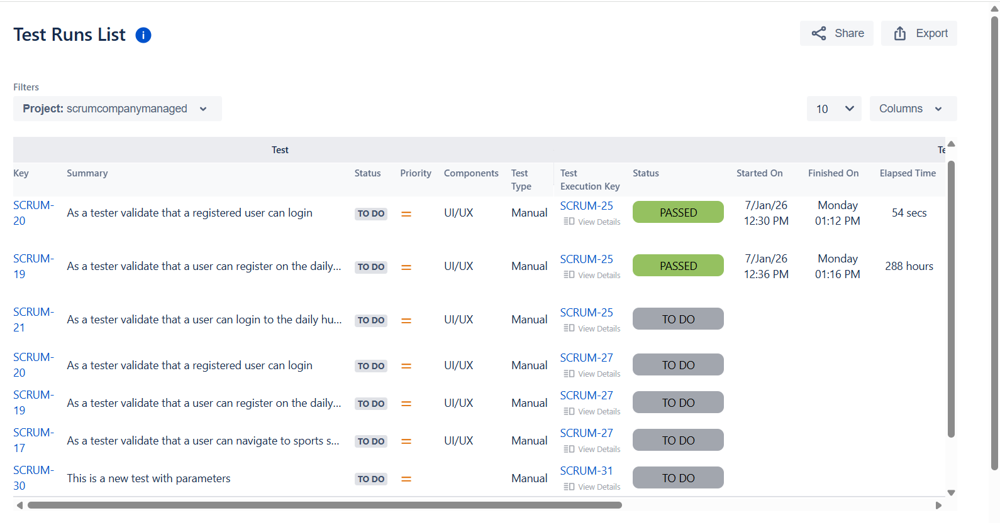 Test Runs List
Share
Export
Filters
Project: scrumcompanymanaged
10
Columns
Test
Te
Key Summary Status Priority Components Test Type Test Execution Key Status Started On Finished On Elapsed Time
SCRUM-20 As a tester validate that a registered user can login TO DO = UI/UX Manual SCRUM-25 View Details PASSED 7/Jan/26 12:30 PM Monday 01:12 PM 54 secs
SCRUM-19 As a tester validate that a user can register on the daily... TO DO = UI/UX Manual SCRUM-25 View Details PASSED 7/Jan/26 12:36 PM Monday 01:16 PM 288 hours
SCRUM-21 As a tester validate that a user can login to the daily hu... TO DO = UI/UX Manual SCRUM-25 View Details TO DO
SCRUM-20 As a tester validate that a registered user can login TO DO = UI/UX Manual SCRUM-27 View Details TO DO
SCRUM-19 As a tester validate that a user can register on the daily... TO DO = UI/UX Manual SCRUM-27 View Details TO DO
SCRUM-17 As a tester validate that a user can navigate to sports s... TO DO = UI/UX Manual SCRUM-27 View Details TO DO
SCRUM-30 This is a new test with parameters TO DO = Manual SCRUM-31 View Details TO DO